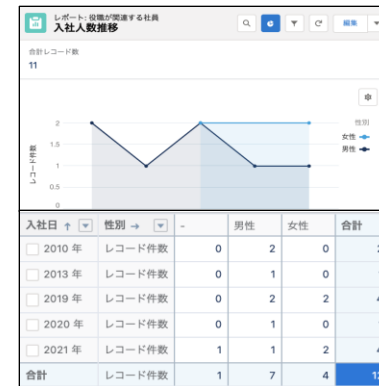 レポート: 役職が関連する社員
入社人数推移
編集
合計レコード数
11
レコード件数
2
1.5
1
0.5
0
性別
女性
男性
入社日 ↑ 性別 → - 男性 女性 合計
2010 年 レコード件数 0 2 0
2013 年 レコード件数 0 1 0
2019 年 レコード件数 0 2 2
2020 年 レコード件数 0 1 0
2021 年 レコード件数 1 1 2
合計 レコード件数 1 7 4